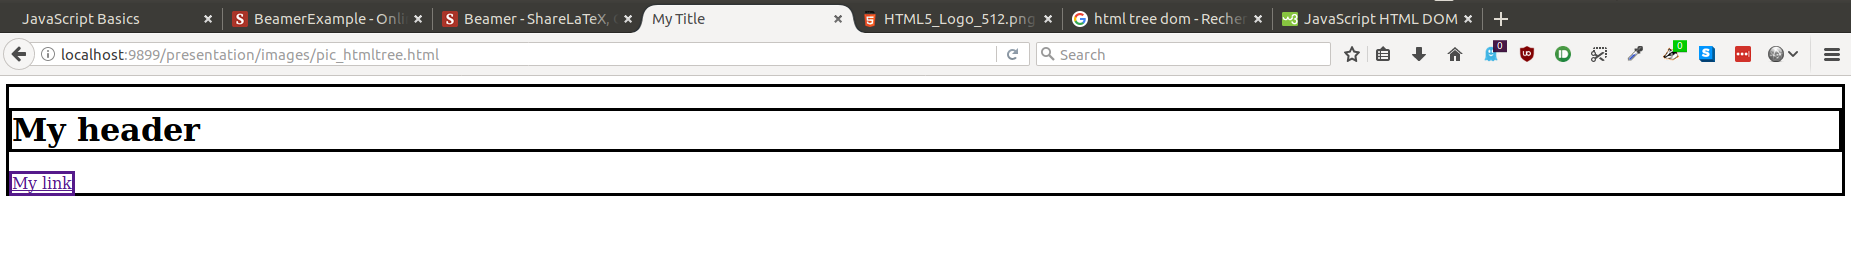 JavaScript Basics
BeamerExample - Onli
Beamer - ShareLaTeX,
My Title
HTML5_Logo_512.png
html tree dom - Recher
JavaScript HTML DOM
localhost:9899/presentation/images/pic_htmltree.html
Search
0
0
My header
My link